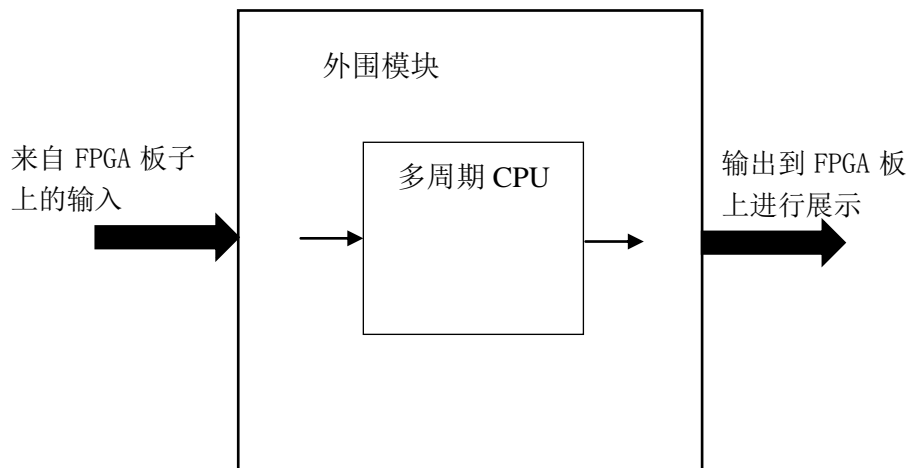 外围模块
来自 FPGA 板子
上的输入
多周期 CPU
输出到 FPGA 板
上进行展示